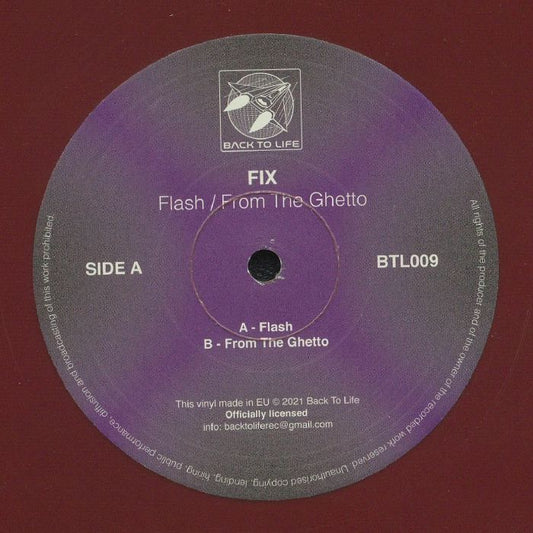 BACK TO LIFE
FIX
Flash / From The Ghetto
SIDE A
BTL009
A - Flash
B - From The Ghetto
This vinyl made in EU © 2021 Back To Life
Officially licensed
info: backtoliferec@gmail.com
All rights of the producer and of the owner of the recorded work reserved. Unauthorised copying, lending, hiring, public performance, diffusion and broadcasting of this work prohibited.